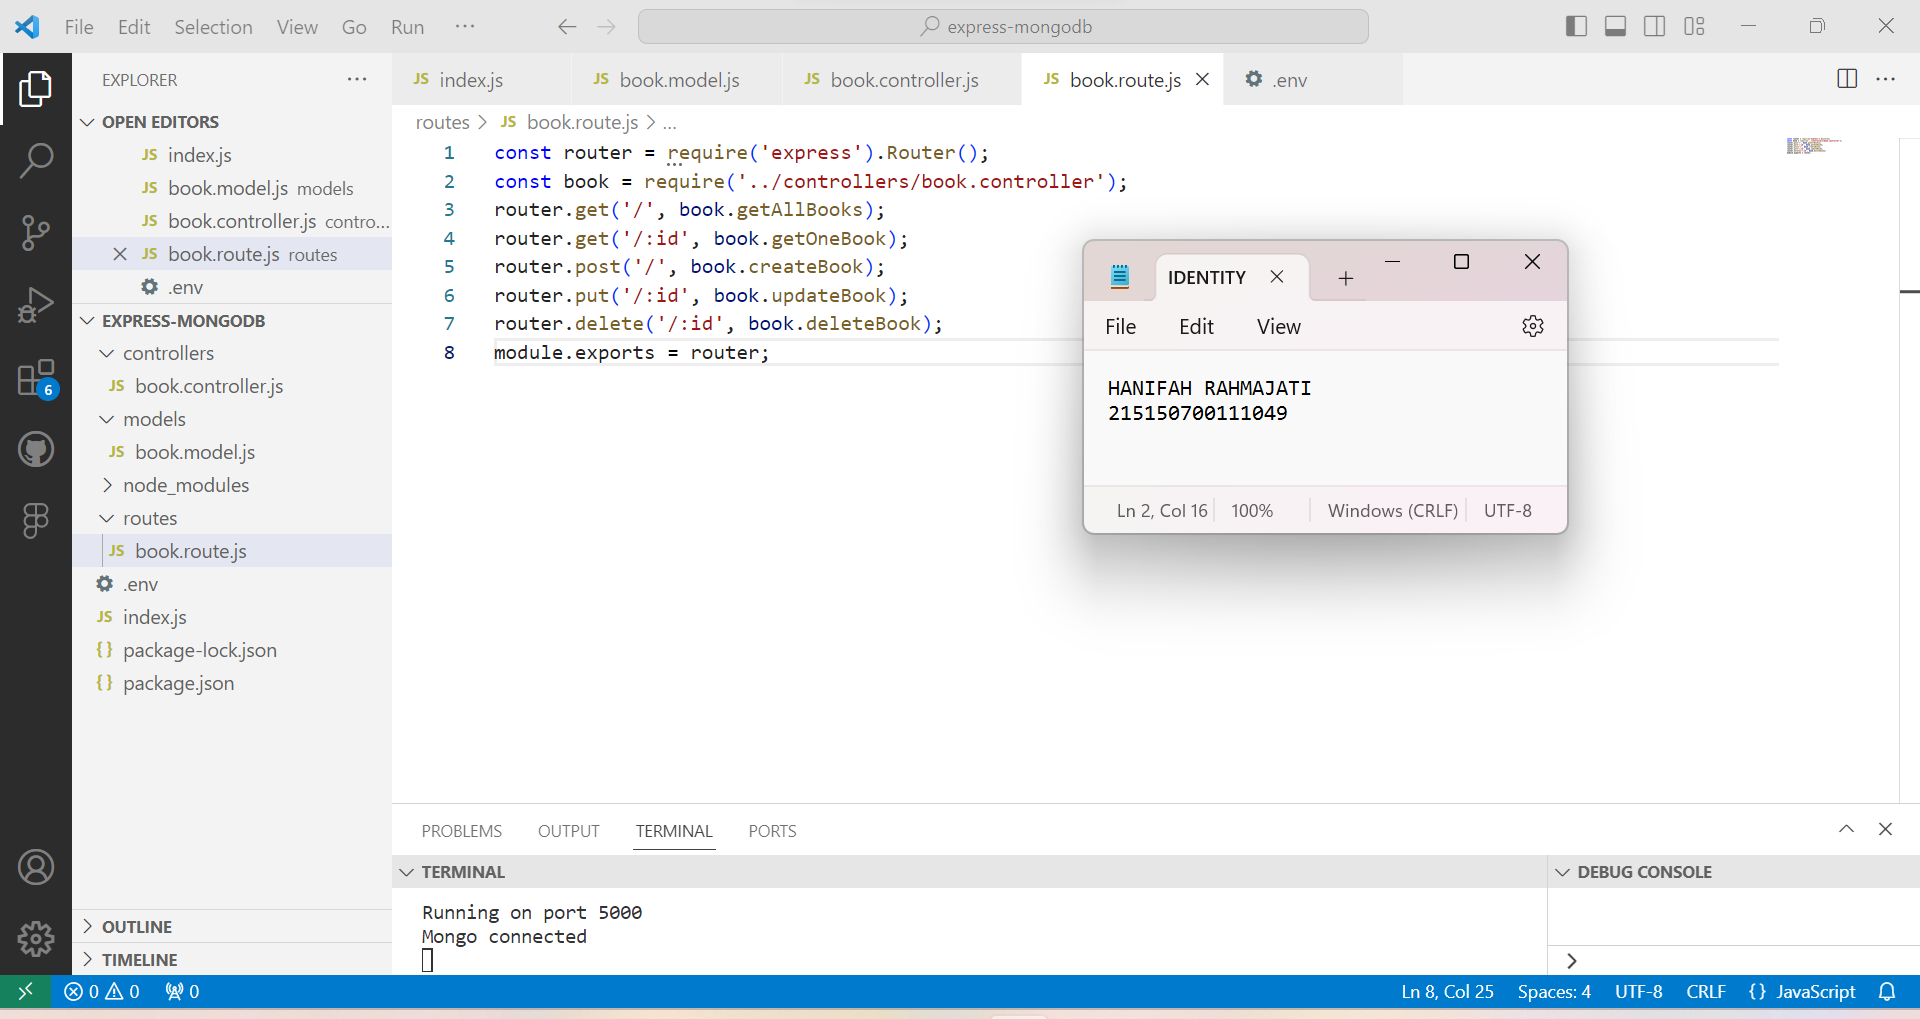 File Edit Selection View Go Run ··· express-mongodb
EXPLORER ···
OPEN EDITORS
JS index.js
JS book.model.js models
JS book.controller.js contro...
JS book.route.js routes
.env
EXPRESS-MONGODB
controllers
JS book.controller.js
models
JS book.model.js
node_modules
routes
JS book.route.js
.env
JS index.js
{} package-lock.json
{} package.json
OUTLINE
TIMELINE
6
JS index.js JS book.model.js JS book.controller.js JS book.route.js .env
routes > JS book.route.js > ...
1 const router = require('express').Router();
2 const book = require('../controllers/book.controller');
3 router.get('/', book.getAllBooks);
4 router.get('/:id', book.getOneBook);
5 router.post('/', book.createBook);
6 router.put('/:id', book.updateBook);
7 router.delete('/:id', book.deleteBook);
8 module.exports = router;
IDENTITY
File Edit View
HANIFAH RAHMAJATI
215150700111049
Ln 2, Col 16 100% Windows (CRLF) UTF-8
PROBLEMS OUTPUT TERMINAL PORTS
TERMINAL
Running on port 5000
Mongo connected
DEBUG CONSOLE
>
0 0 0 Ln 8, Col 25 Spaces: 4 UTF-8 CRLF {} JavaScript